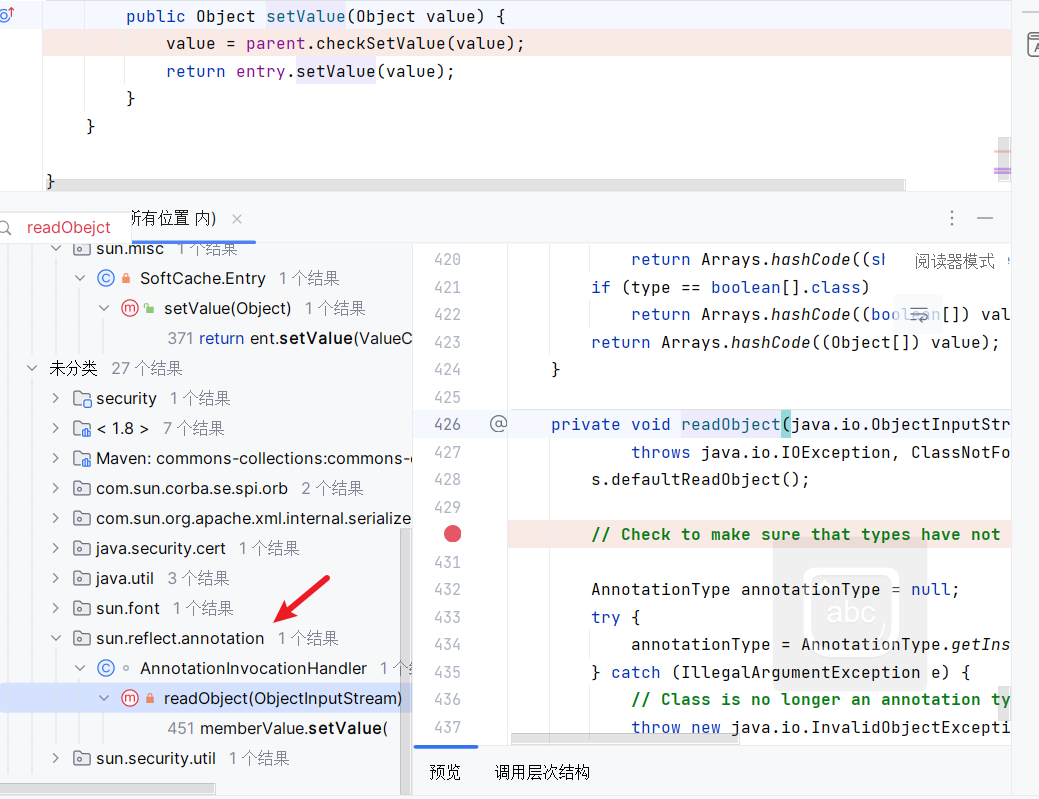 public Object setValue(Object value) {
value = parent.checkSetValue(value);
return entry.setValue(value);
}
}
}
readObejct
所有位置 内)
sun.misc 1个结果
SoftCache.Entry 1个结果
setValue(Object) 1个结果
371 return ent.setValue(ValueC
未分类 27个结果
security 1个结果
< 1.8 > 7个结果
Maven: commons-collections:commons-
com.sun.corba.se.spi.orb 2个结果
com.sun.org.apache.xml.internal.serialize
java.security.cert 1个结果
java.util 3个结果
sun.font 1个结果
sun.reflect.annotation 1个结果
AnnotationInvocationHandler 1个
readObject(ObjectInputStream)
451 memberValue.setValue(
sun.security.util 1个结果
420 return Arrays.hashCode((sh
阅读器模式
421 if (type == boolean[].class)
422 return Arrays.hashCode((boolean[]) val
423 return Arrays.hashCode((Object[]) value);
424 }
425
426 @ private void readObject(java.io.ObjectInputStr
427 throws java.io.IOException, ClassNotFo
428 s.defaultReadObject();
429
// Check to make sure that types have not
431
432 AnnotationType annotationType = null;
433 try {
434 annotationType = AnnotationType.getIns
435 } catch (IllegalArgumentException e) {
436 // Class is no longer an annotation ty
437 throw new java.io.InvalidObjectExcepti
abc
预览 调用层次结构